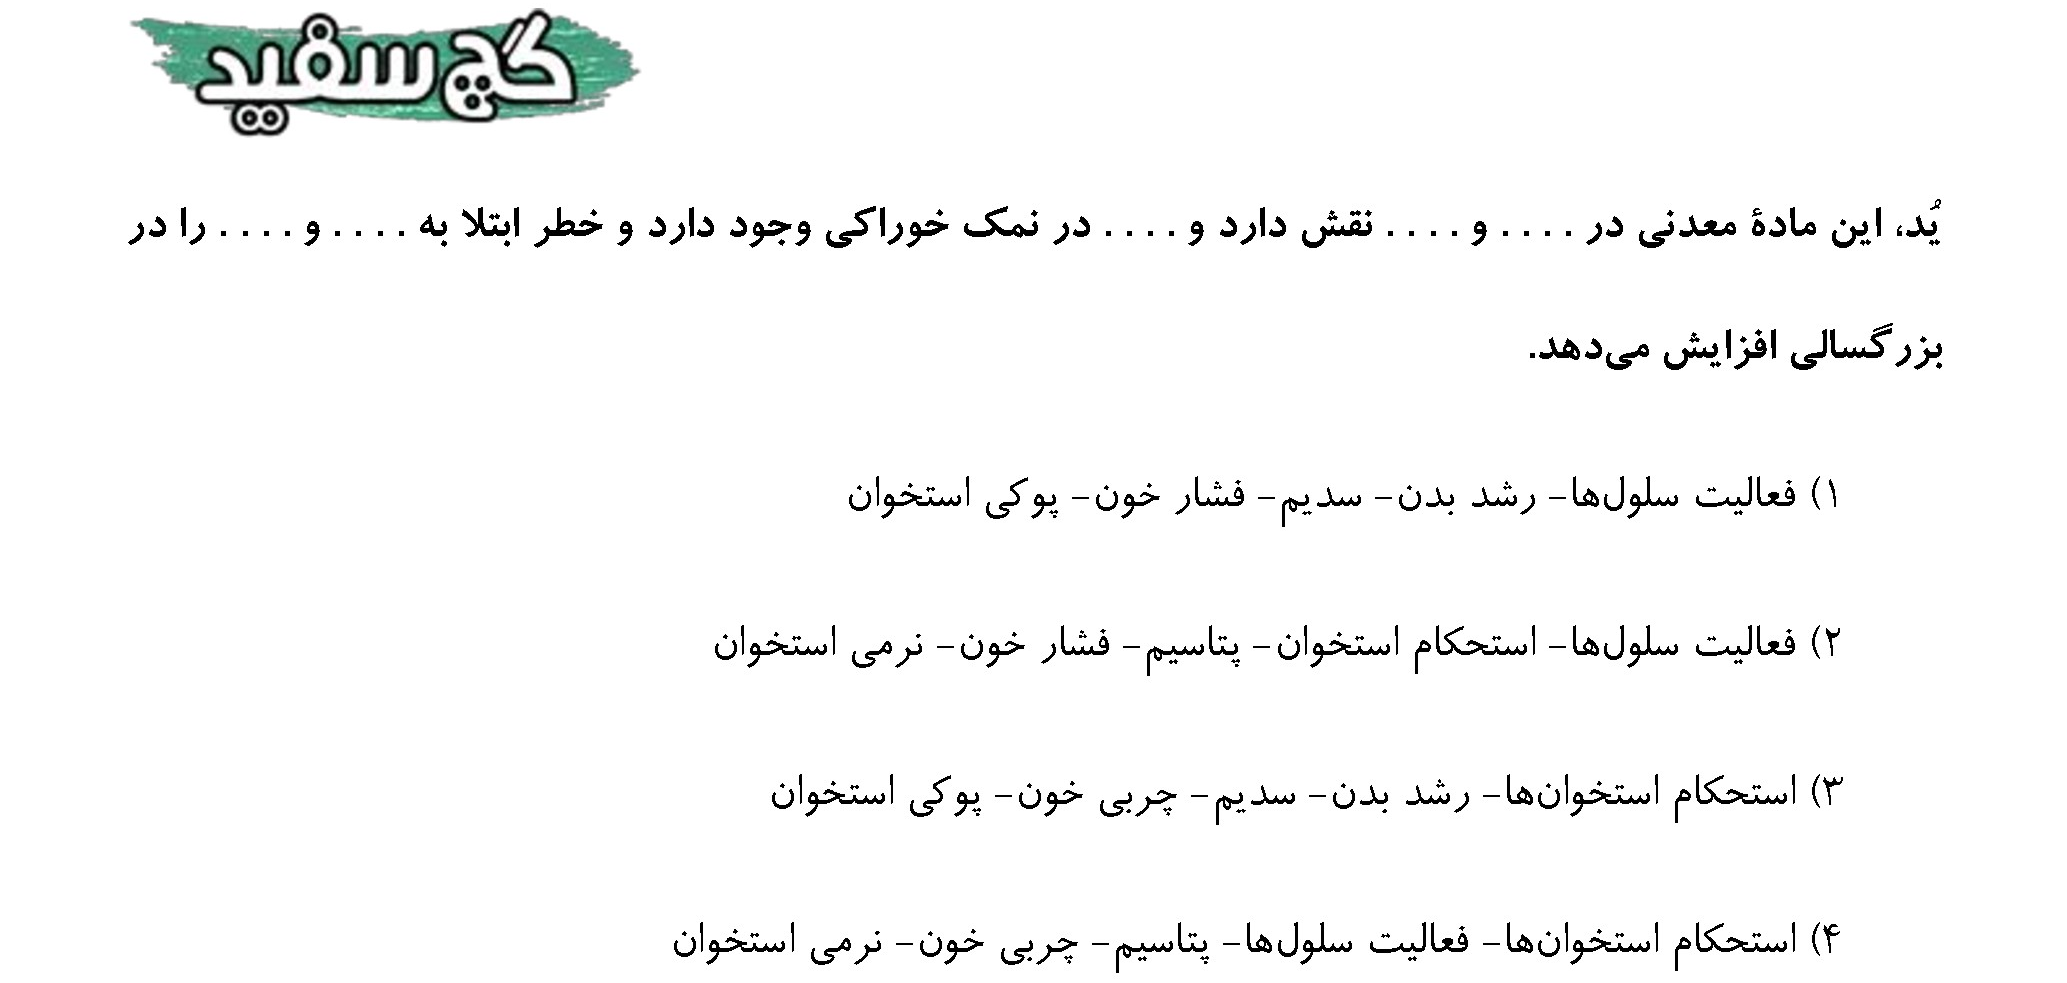 گچ سفید
یُد، این مادهٔ معدنی در . . . . و . . . . نقش دارد و . . . . در نمک خوراکی وجود دارد و خطر ابتلا به . . . . و . . . . را در
بزرگسالی افزایش می‌دهد.
۱) فعالیت سلول‌ها- رشد بدن- سدیم- فشار خون- پوکی استخوان
۲) فعالیت سلول‌ها- استحکام استخوان- پتاسیم- فشار خون- نرمی استخوان
۳) استحکام استخوان‌ها- رشد بدن- سدیم- چربی خون- پوکی استخوان
۴) استحکام استخوان‌ها- فعالیت سلول‌ها- پتاسیم- چربی خون- نرمی استخوان